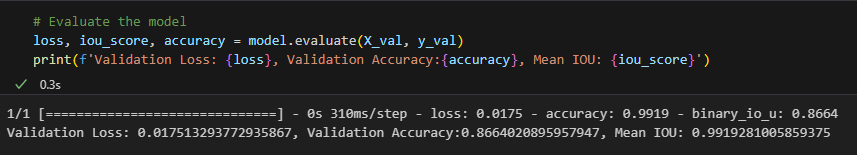 # Evaluate the model
loss, iou_score, accuracy = model.evaluate(X_val, y_val)
print(f'Validation Loss: {loss}, Validation Accuracy:{accuracy}, Mean IOU: {iou_score}')
✓ 0.3s
1/1 [==============================] - 0s 310ms/step - loss: 0.0175 - accuracy: 0.9919 - binary_io_u: 0.8664
Validation Loss: 0.017513293772935867, Validation Accuracy:0.8664020895957947, Mean IOU: 0.9919281005859375